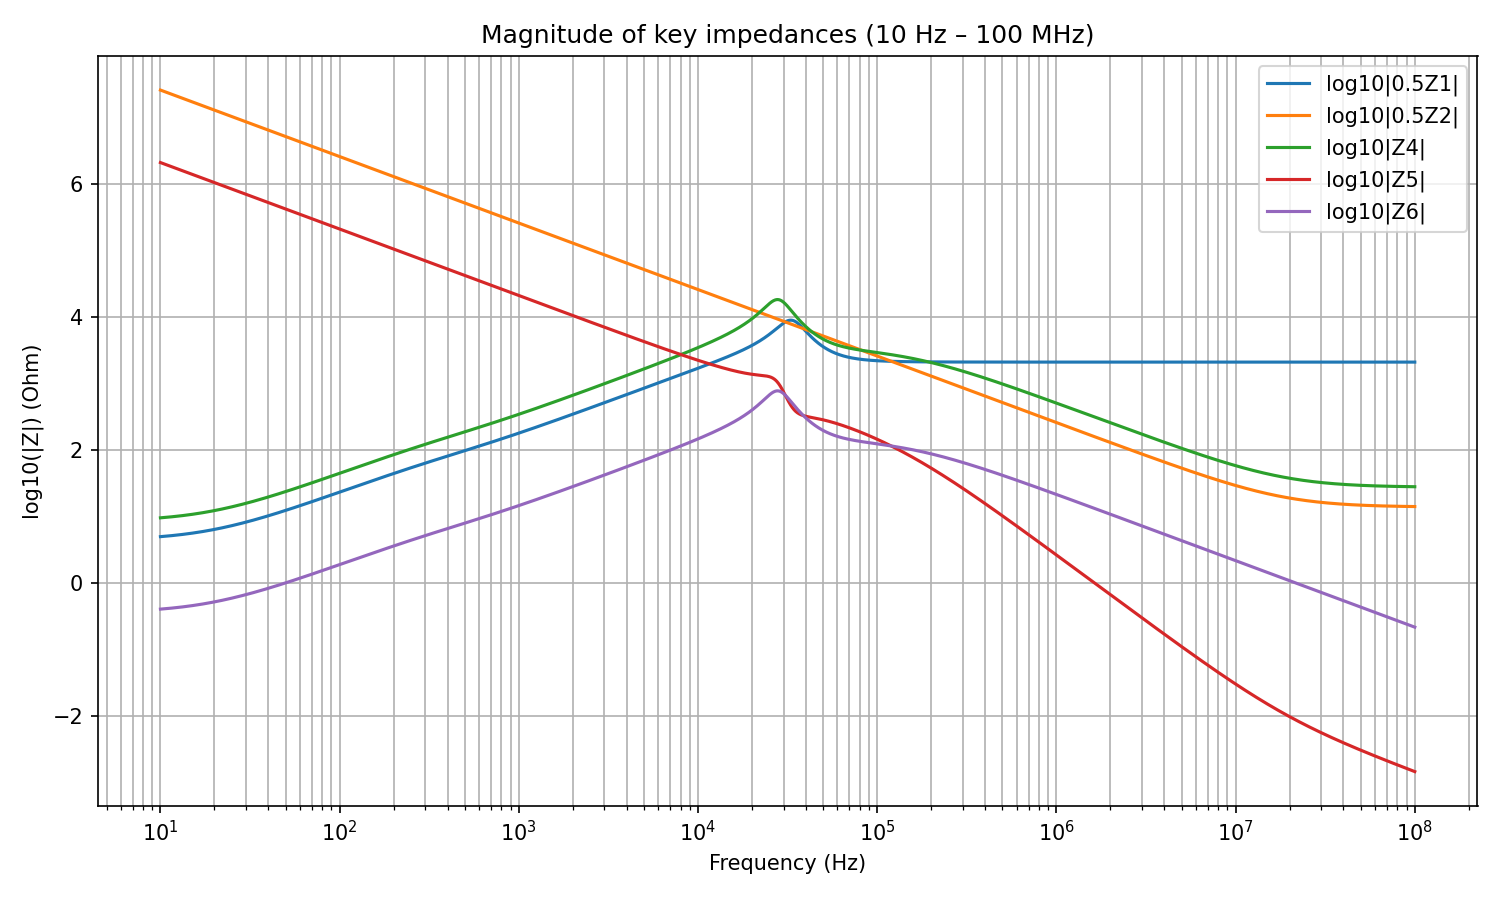 Magnitude of key impedances (10 Hz – 100 MHz)
log10|0.5Z1|
log10|0.5Z2|
log10|Z4|
log10|Z5|
log10|Z6|
log10(|Z|) (Ohm)
6
4
2
0
−2
10¹ 10² 10³ 10⁴ 10⁵ 10⁶ 10⁷ 10⁸
Frequency (Hz)